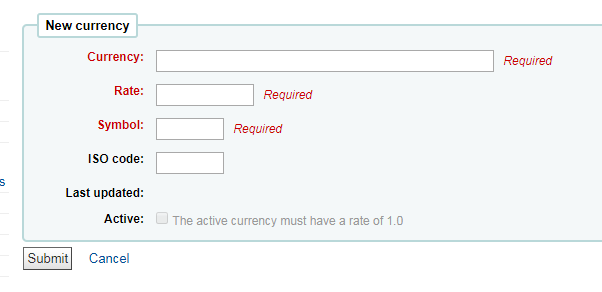 New currency
Currency: Required
Rate: Required
Symbol: Required
ISO code:
Last updated:
Active: The active currency must have a rate of 1.0
s
Submit Cancel